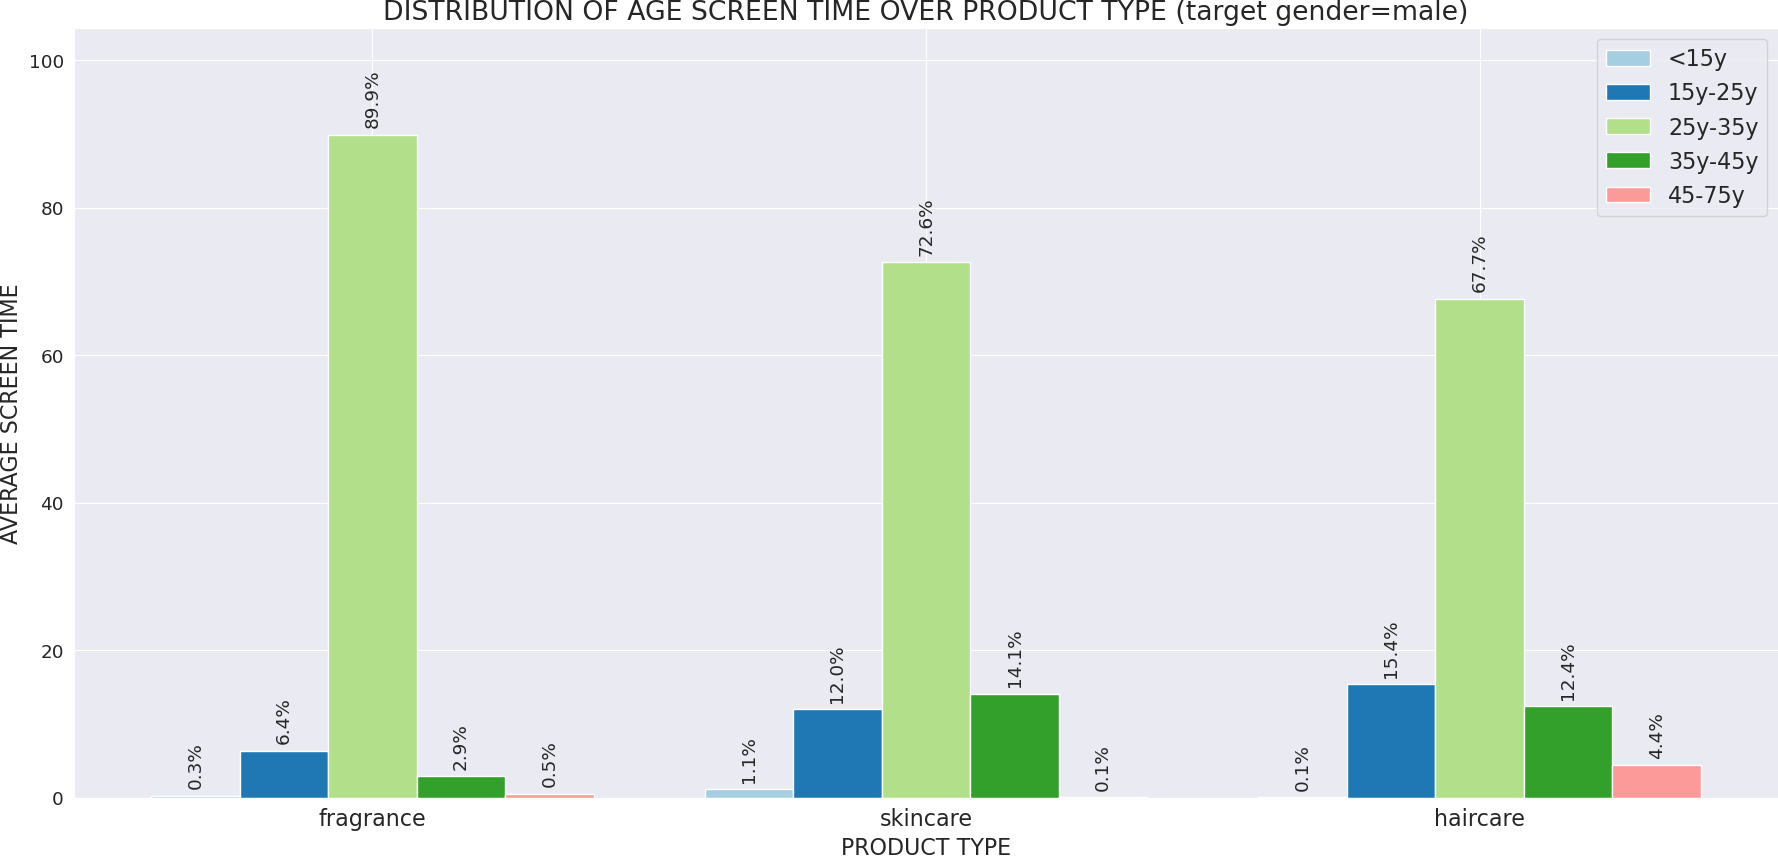 DISTRIBUTION OF AGE SCREEN TIME OVER PRODUCT TYPE (target gender=male)
AVERAGE SCREEN TIME
100
80
60
40
20
0
<15y
15y-25y
25y-35y
35y-45y
45-75y
0.3%
6.4%
89.9%
2.9%
0.5%
1.1%
12.0%
72.6%
14.1%
0.1%
0.1%
15.4%
67.7%
12.4%
4.4%
fragrance
skincare
haircare
PRODUCT TYPE